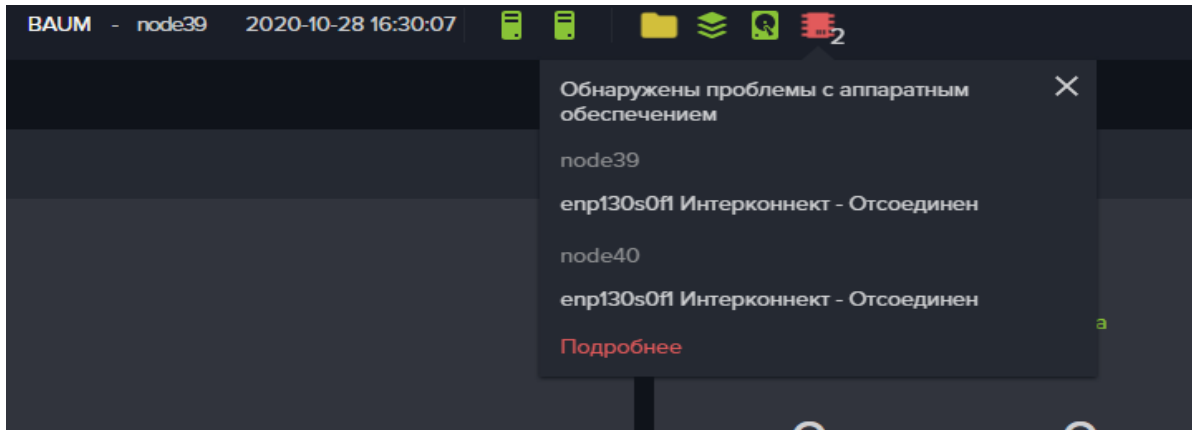 BAUM - node39 2020-10-28 16:30:07
2
Обнаружены проблемы с аппаратным
обеспечением
node39
enp130s0f1 Интерконнект - Отсоединен
node40
enp130s0f1 Интерконнект - Отсоединен
а
Подробнее